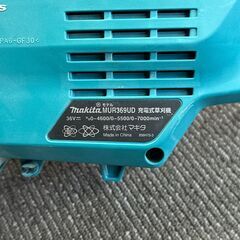 >PA6-GF30<
モデル
Makita. MUR369UD 充電式草刈機
36V⎓ n₀0-4600/0-5500/0-7000min⁻¹
株式会社マキタ
Made in China